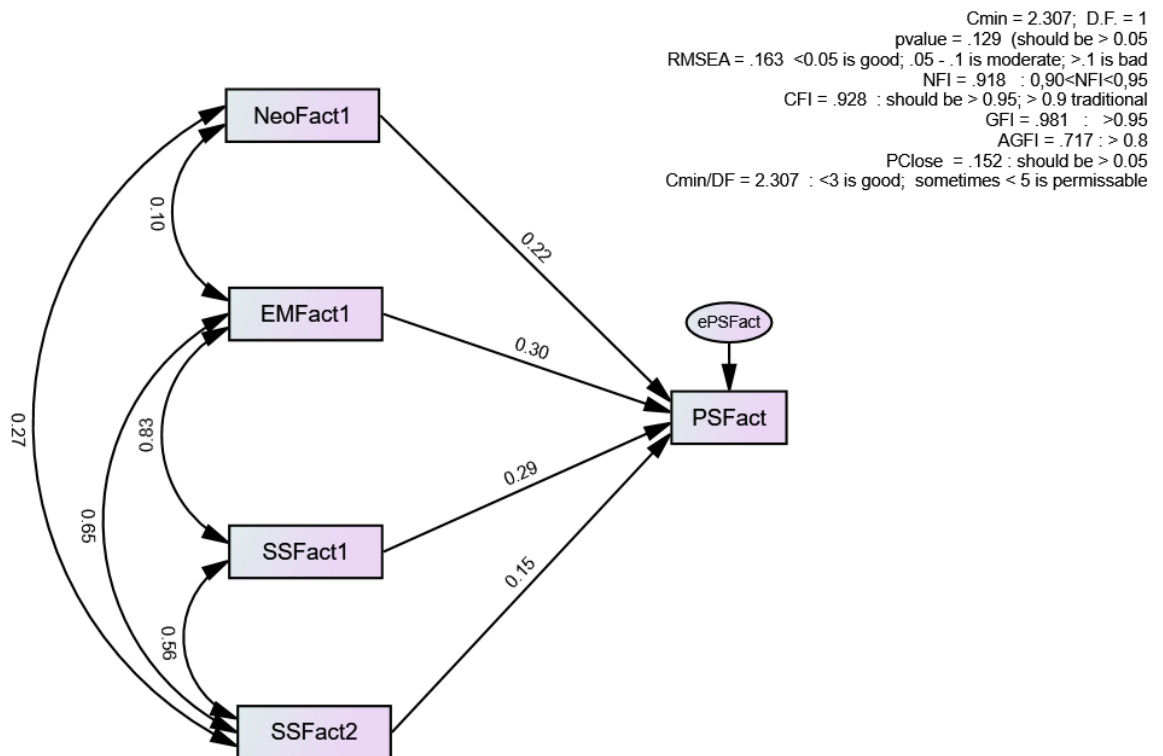 Cmin = 2.307; D.F. = 1
pvalue = .129 (should be > 0.05
RMSEA = .163 <0.05 is good; .05 - .1 is moderate; >.1 is bad
NFI = .918 : 0,90<NFI<0,95
CFI = .928 : should be > 0.95; > 0.9 traditional
GFI = .981 : >0.95
AGFI = .717 : > 0.8
PClose = .152 : should be > 0.05
Cmin/DF = 2.307 : <3 is good; sometimes < 5 is permissable
NeoFact1
0.10
0.22
EMFact1
0.30
ePSFact
PSFact
0.27
0.83
0.29
0.65
SSFact1
0.15
0.56
SSFact2